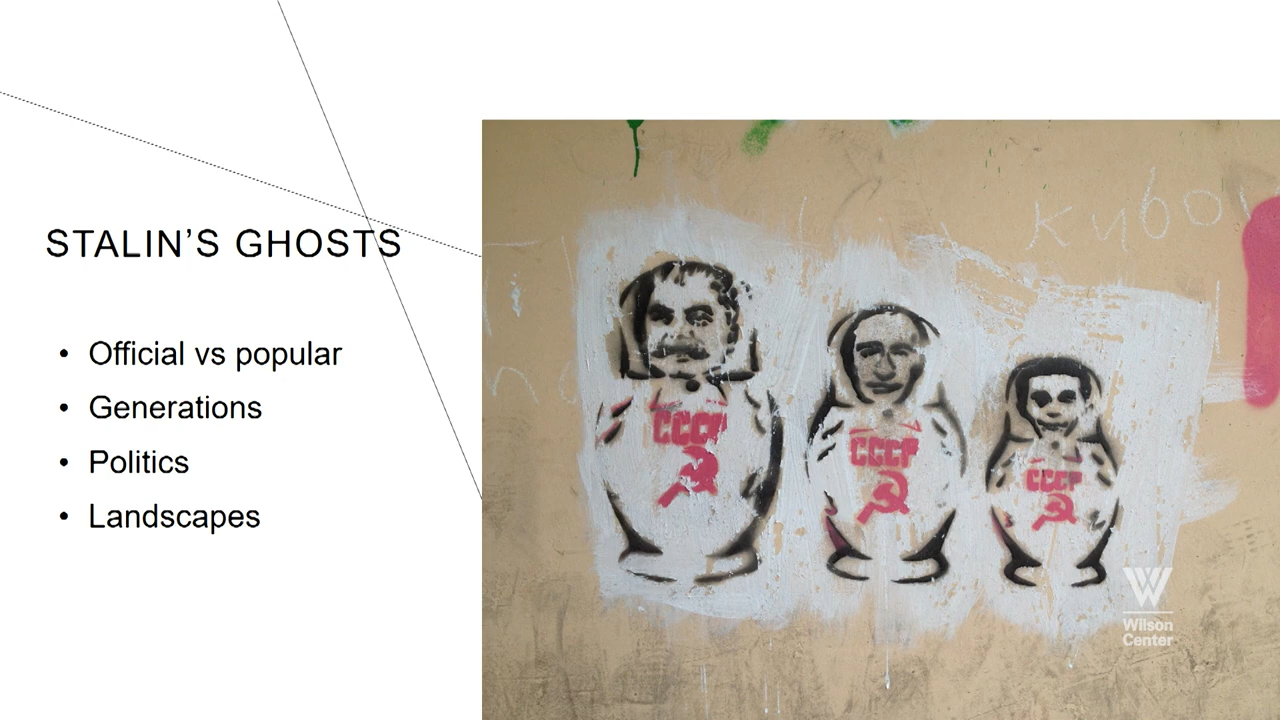 STALIN’S GHOSTS
• Official vs popular
• Generations
• Politics
• Landscapes
СССР
СССР
СССР
Wilson
Center